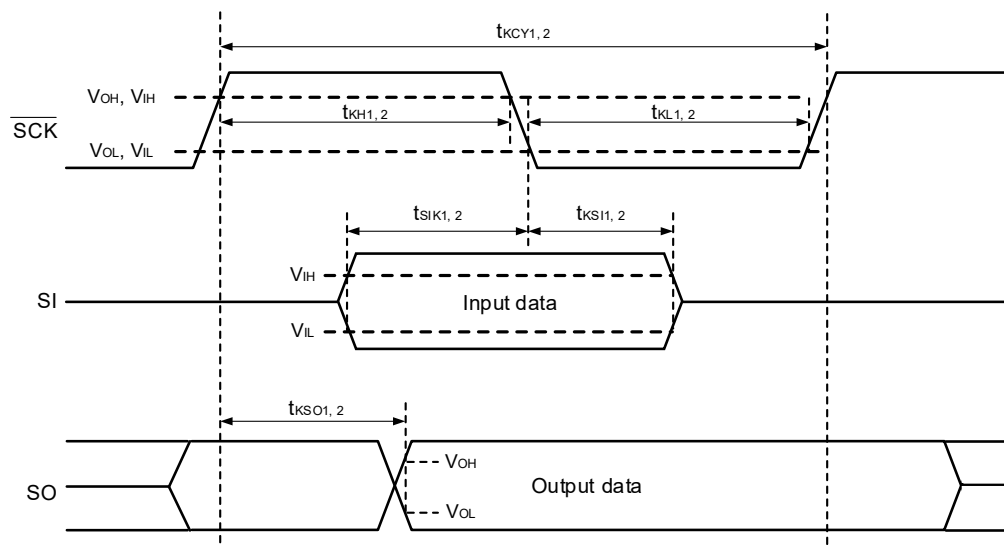 tKCY1, 2
VOH, VIH
tKH1, 2
tKL1, 2
SCK
VOL, VIL
tSIK1, 2
tKSI1, 2
VIH
SI
Input data
VIL
tKSO1, 2
VOH
SO
Output data
VOL